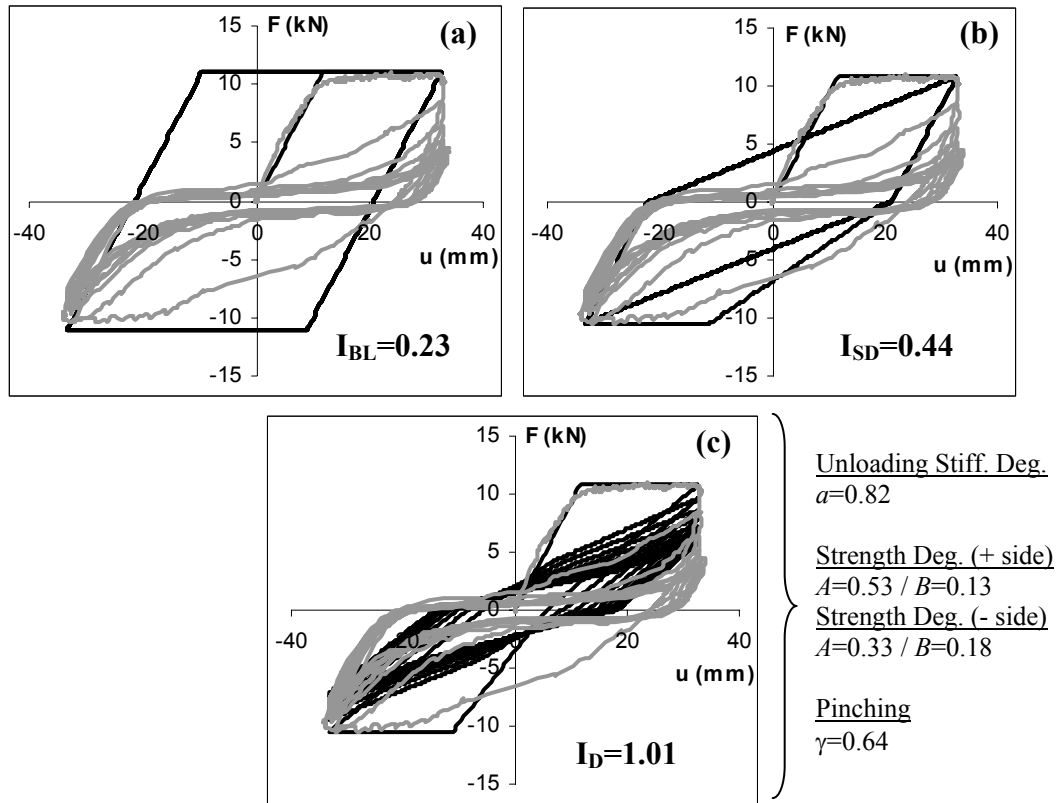 F (kN)
(a)
15
10
5
0
-40
-20
0
20
40
u (mm)
-5
-10
-15
I_BL=0.23
F (kN)
(b)
15
10
5
0
-40
-20
0
20
40
u (mm)
-5
-10
-15
I_SD=0.44
F (kN)
(c)
15
10
5
0
-40
-20
0
20
40
u (mm)
-5
-10
-15
I_D=1.01
Unloading Stiff. Deg.
a=0.82
Strength Deg. (+ side)
A=0.53 / B=0.13
Strength Deg. (- side)
A=0.33 / B=0.18
Pinching
γ=0.64